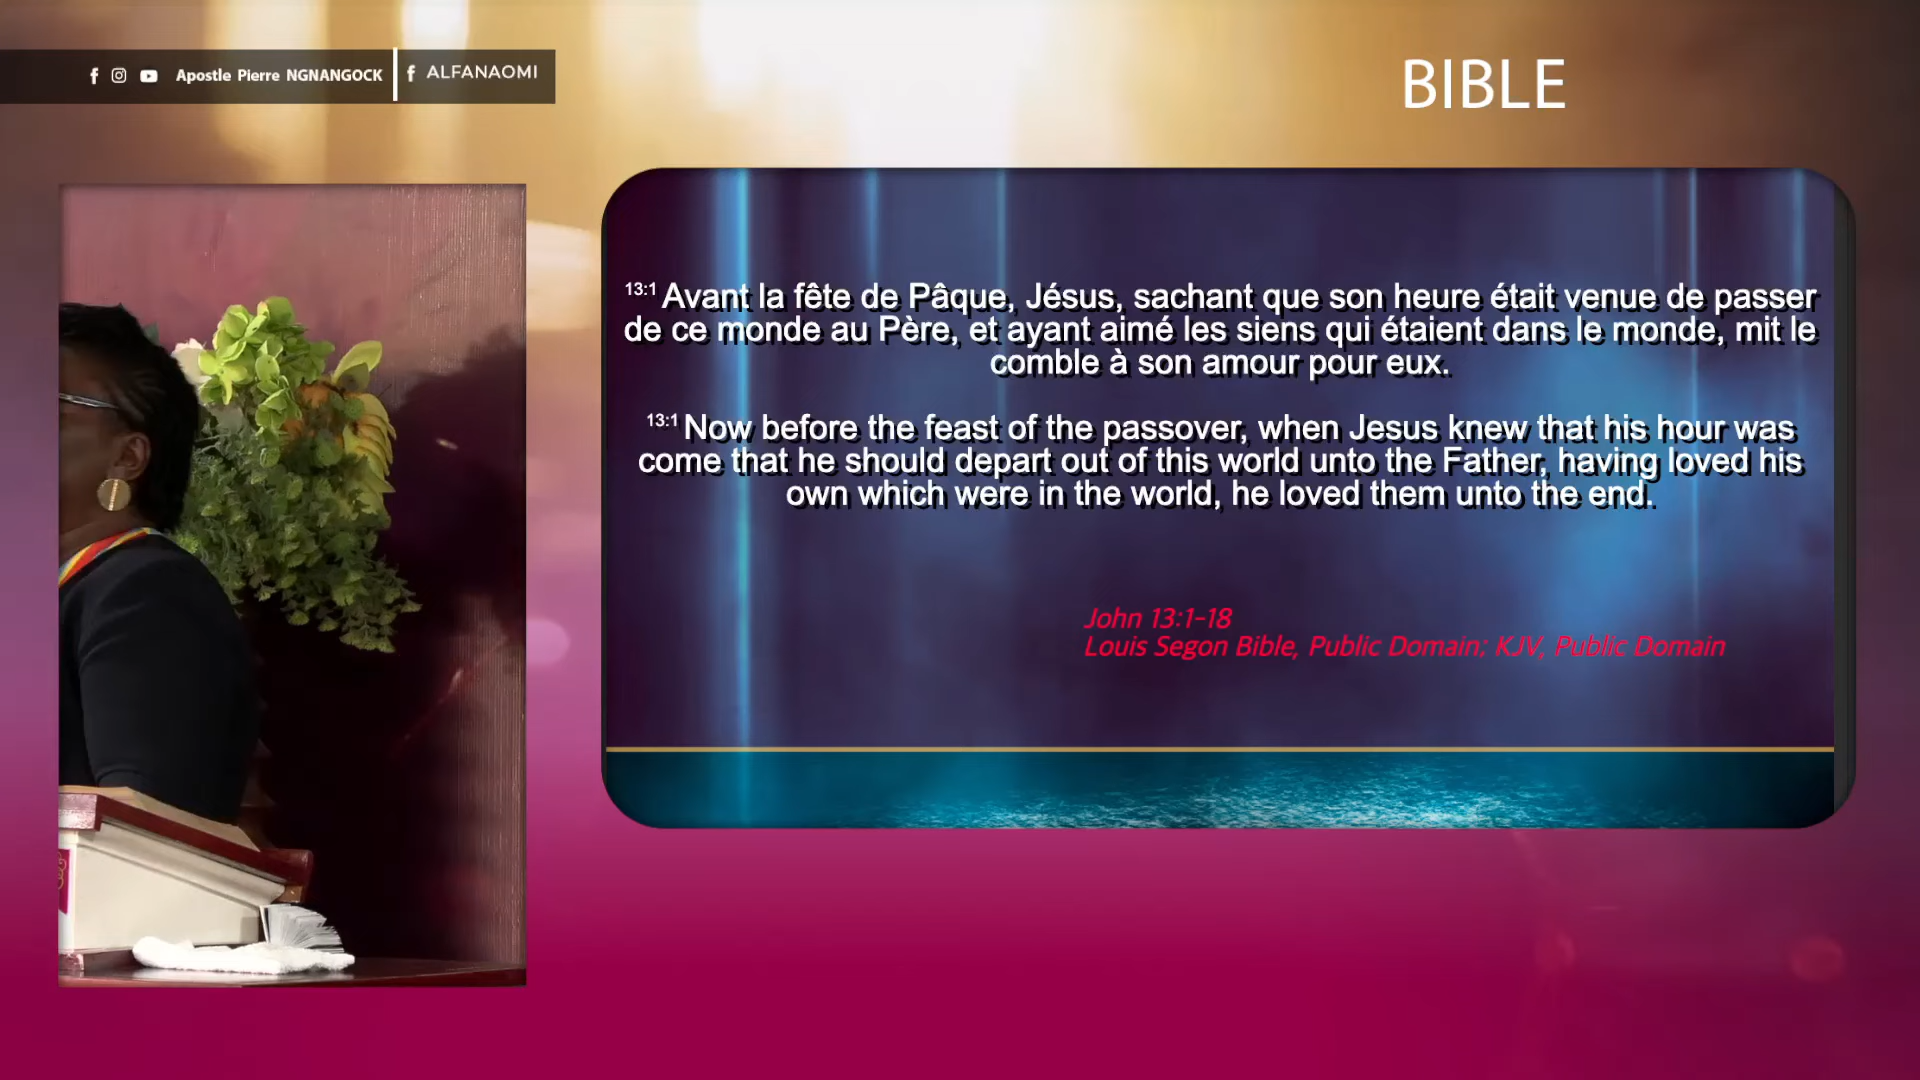 Apostle Pierre NGNANGOCK
ALFANAOMI
BIBLE
13:1 Avant la fête de Pâque, Jésus, sachant que son heure était venue de passer
de ce monde au Père, et ayant aimé les siens qui étaient dans le monde, mit le
comble à son amour pour eux.
13:1 Now before the feast of the passover, when Jesus knew that his hour was
come that he should depart out of this world unto the Father, having loved his
own which were in the world, he loved them unto the end.
John 13:1-18
Louis Segon Bible, Public Domain; KJV, Public Domain